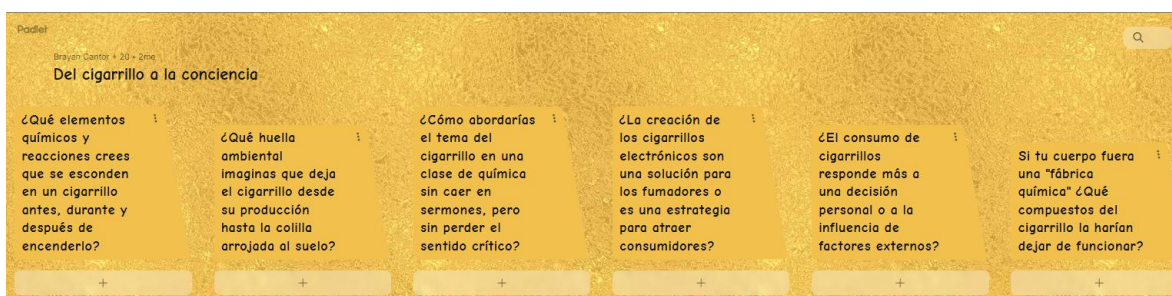 Padlet
Brayan Cantor + 20 • 2me
Del cigarrillo a la conciencia
¿Qué elementos
químicos y
reacciones crees
que se esconden
en un cigarrillo
antes, durante y
después de
encenderlo?
¿Qué huella
ambiental
imaginas que deja
el cigarrillo desde
su producción
hasta la colilla
arrojada al suelo?
¿Cómo abordarías
el tema del
cigarrillo en una
clase de química
sin caer en
sermones, pero
sin perder el
sentido crítico?
¿La creación de
los cigarrillos
electrónicos son
una solución para
los fumadores o
es una estrategia
para atraer
consumidores?
¿El consumo de
cigarrillos
responde más a
una decisión
personal o a la
influencia de
factores externos?
Si tu cuerpo fuera
una "fábrica
química" ¿Qué
compuestos del
cigarrillo la harían
dejar de funcionar?